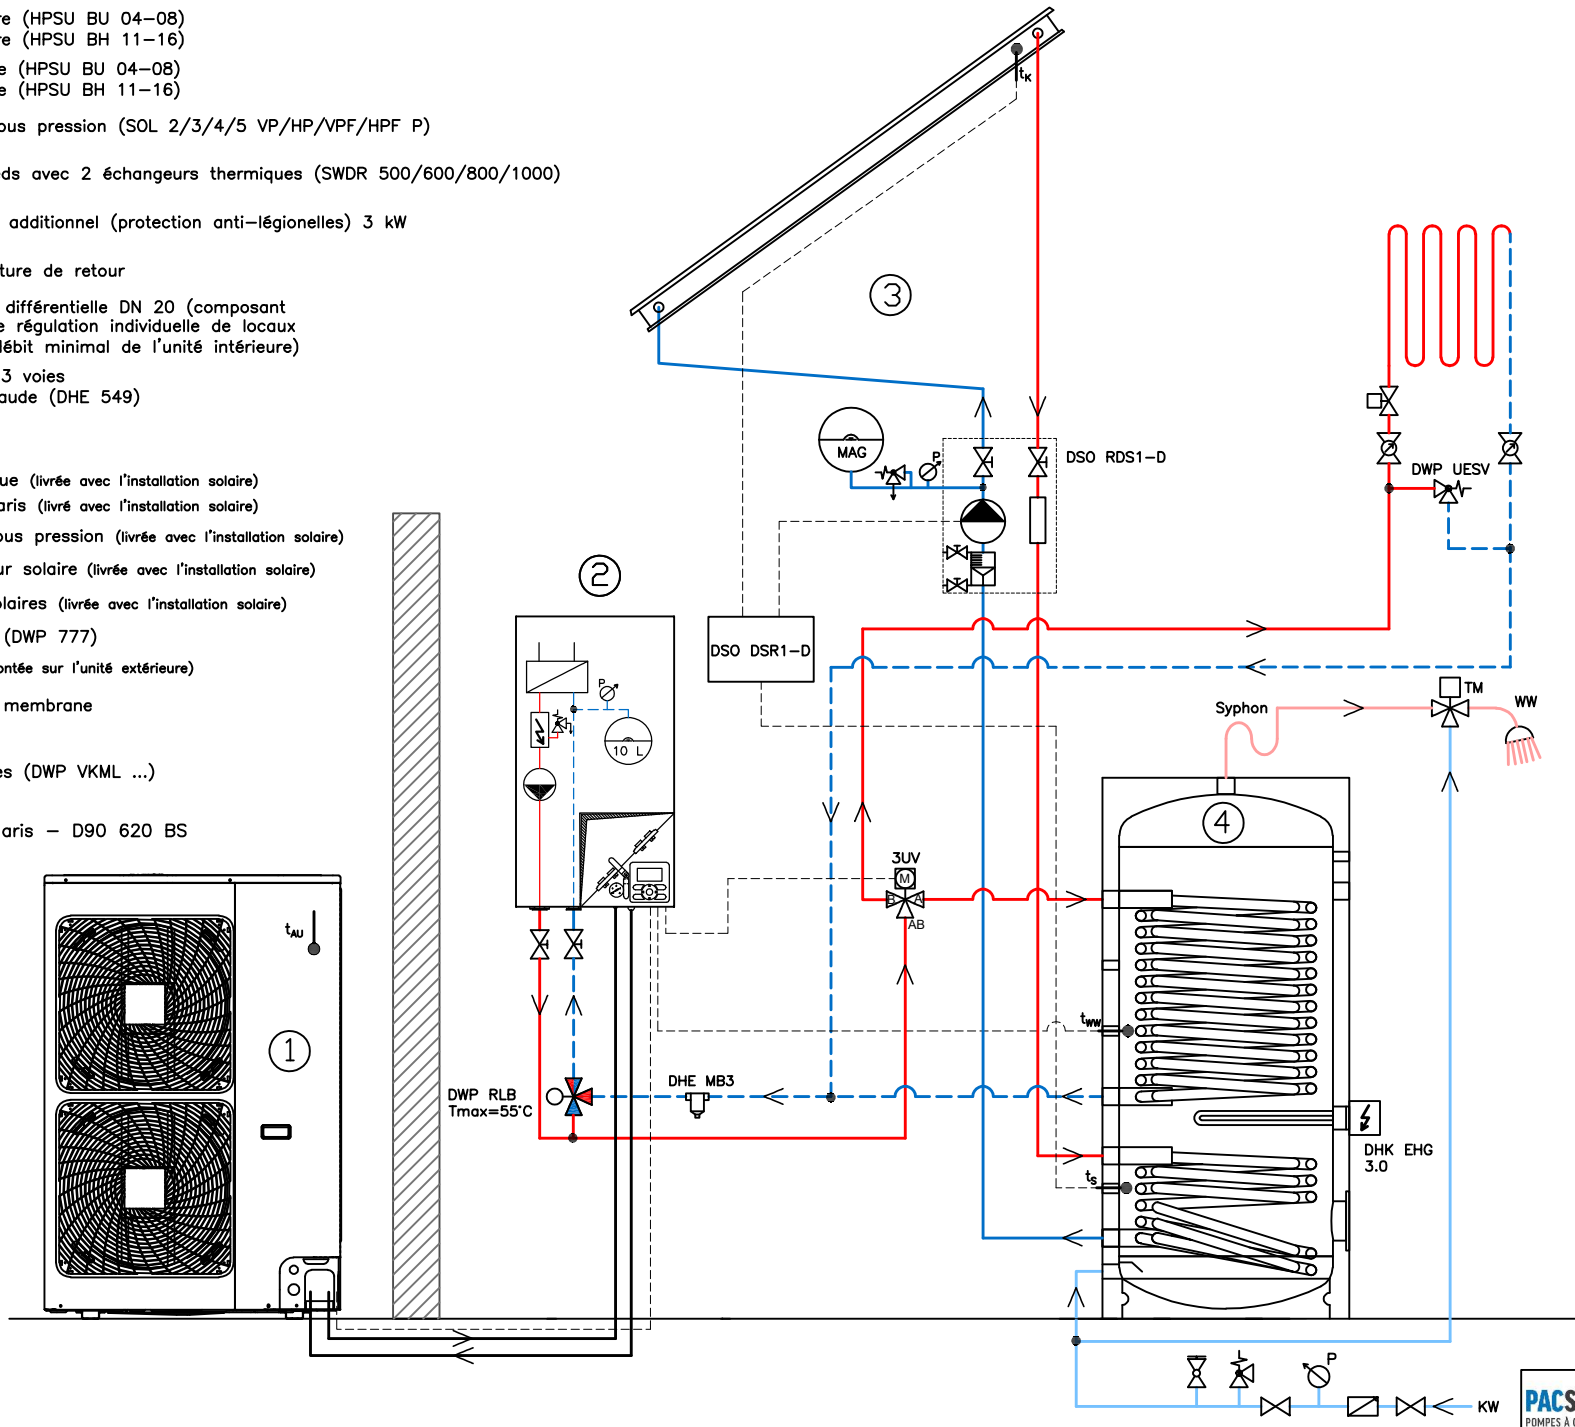 re (HPSU BU 04-08)
re (HPSU BH 11-16)
e (HPSU BU 04-08)
e (HPSU BH 11-16)
ous pression (SOL 2/3/4/5 VP/HP/VPF/HPF P)
ds avec 2 échangeurs thermiques (SWDR 500/600/800/1000)
additionnel (protection anti-légionelles) 3 kW
ture de retour
différentielle DN 20 (composant
e régulation individuelle de locaux
débit minimal de l'unité intérieure)
3 voies
aude (DHE 549)
ue (livrée avec l'installation solaire)
aris (livré avec l'installation solaire)
ous pression (livrée avec l'installation solaire)
ur solaire (livrée avec l'installation solaire)
olaires (livrée avec l'installation solaire)
(DWP 777)
ontée sur l'unité extérieure)
membrane
es (DWP VKML ...)
aris - D90 620 BS
tK
3
MAG
P
DSO RDS1-D
DWP UESV
2
DSO DSR1-D
P
10 L
TM
WW
Syphon
4
3UV
M
B
A
AB
tAU
1
tWW
DWP RLB
Tmax=55°C
DHE MB3
DHK EHG
3.0
tS
P
KW
PACS
POMPES À C